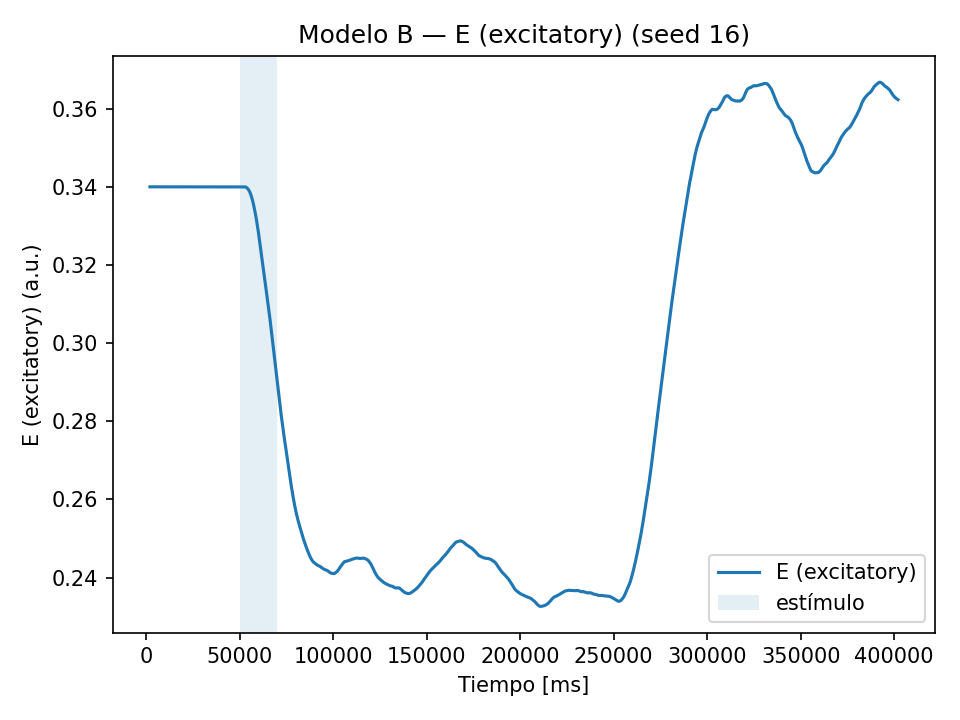 Modelo B — E (excitatory) (seed 16)
E (excitatory) (a.u.)
0.36
0.34
0.32
0.30
0.28
0.26
0.24
E (excitatory)
estímulo
0 50000 100000 150000 200000 250000 300000 350000 400000
Tiempo [ms]